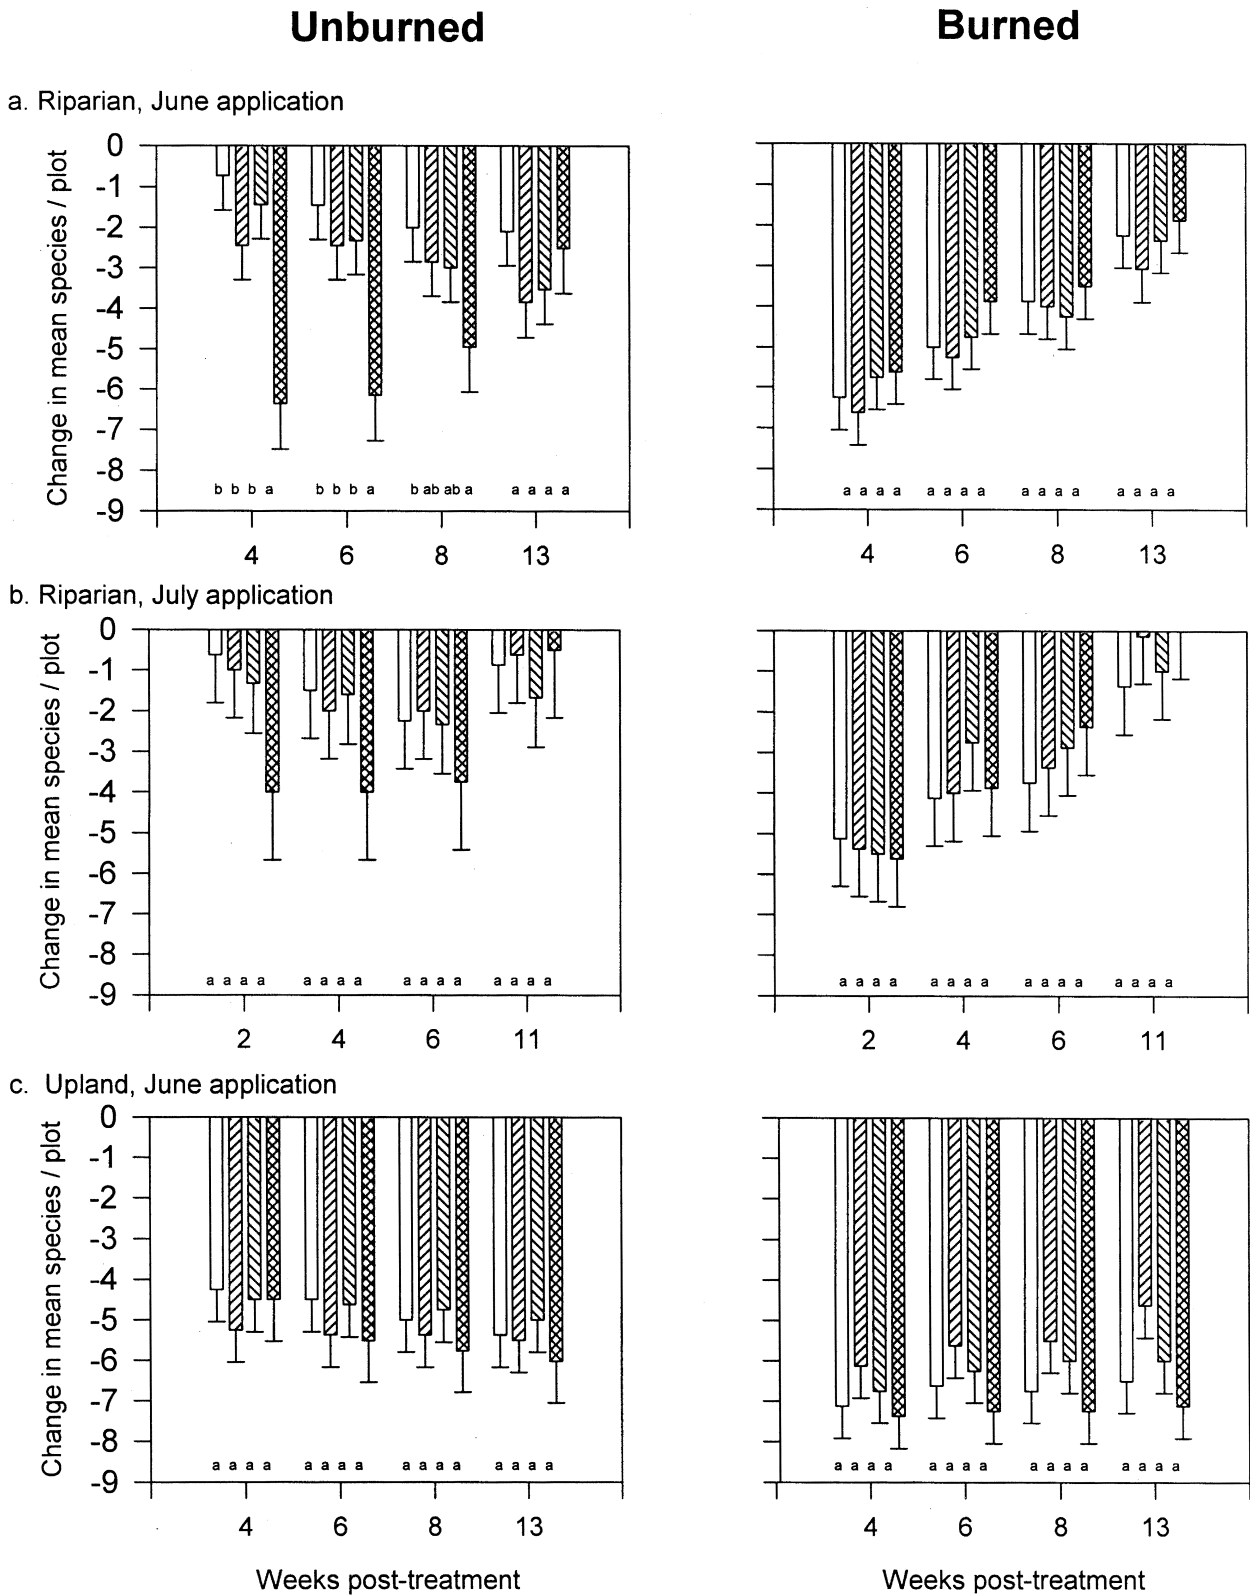 Unburned
Burned
a. Riparian, June application
Change in mean species / plot
0
-1
-2
-3
-4
-5
-6
-7
-8
-9
b b b a
b b b a
b ab ab a
a a a a
4 6 8 13
a a a a
a a a a
a a a a
a a a a
4 6 8 13
b. Riparian, July application
Change in mean species / plot
0
-1
-2
-3
-4
-5
-6
-7
-8
-9
a a a a
a a a a
a a a a
a a a a
2 4 6 11
a a a a
a a a a
a a a a
a a a a
2 4 6 11
c. Upland, June application
Change in mean species / plot
0
-1
-2
-3
-4
-5
-6
-7
-8
-9
a a a a
a a a a
a a a a
a a a a
4 6 8 13
Weeks post-treatment
a a a a
a a a a
a a a a
a a a a
4 6 8 13
Weeks post-treatment